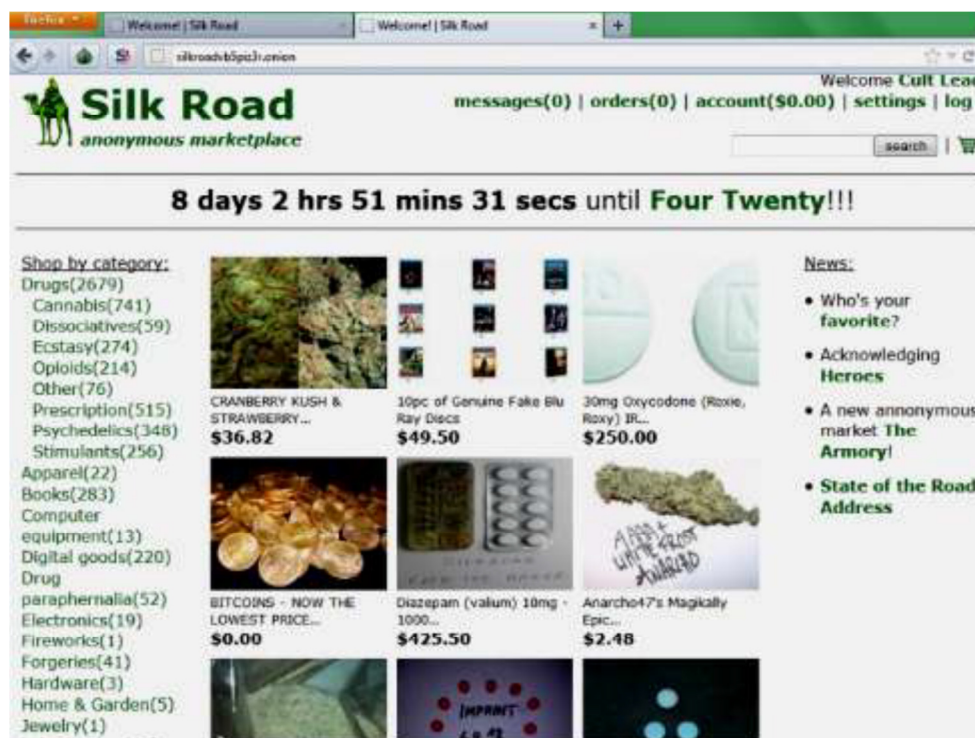 Firefox
Welcome! | Silk Road
Welcome! | Silk Road
Welcome Cult Lead
Silk Road
messages(0) | orders(0) | account($0.00) | settings | log
anonymous marketplace
search
8 days 2 hrs 51 mins 31 secs until Four Twenty!!!
Shop by category:
Drugs(2679)
Cannabis(741)
Dissociatives(59)
Ecstasy(274)
Opioids(214)
Other(76)
Prescription(515)
Psychedelics(348)
Stimulants(256)
Apparel(22)
Books(283)
Computer
equipment(13)
Digital goods(220)
Drug
paraphernalia(52)
Electronics(19)
Fireworks(1)
Forgeries(41)
Hardware(3)
Home & Garden(5)
Jewelry(1)
CRANBERRY KUSH &
STRAWBERRY...
$36.82
10pc of Genuine Fake Blu
Ray Discs
$49.50
30mg Oxycodone (Roxie,
Roxy) IR...
$250.00
BITCOINS - NOW THE
LOWEST PRICE...
$0.00
Diazepam (valium) 10mg -
1000...
$425.50
WHITE FROST
Anarcho47's Magikally
Epic...
$2.48
IMPRINT
News:
• Who's your
favorite?
• Acknowledging
Heroes
• A new annonymous
market The
Armory!
• State of the Road
Address